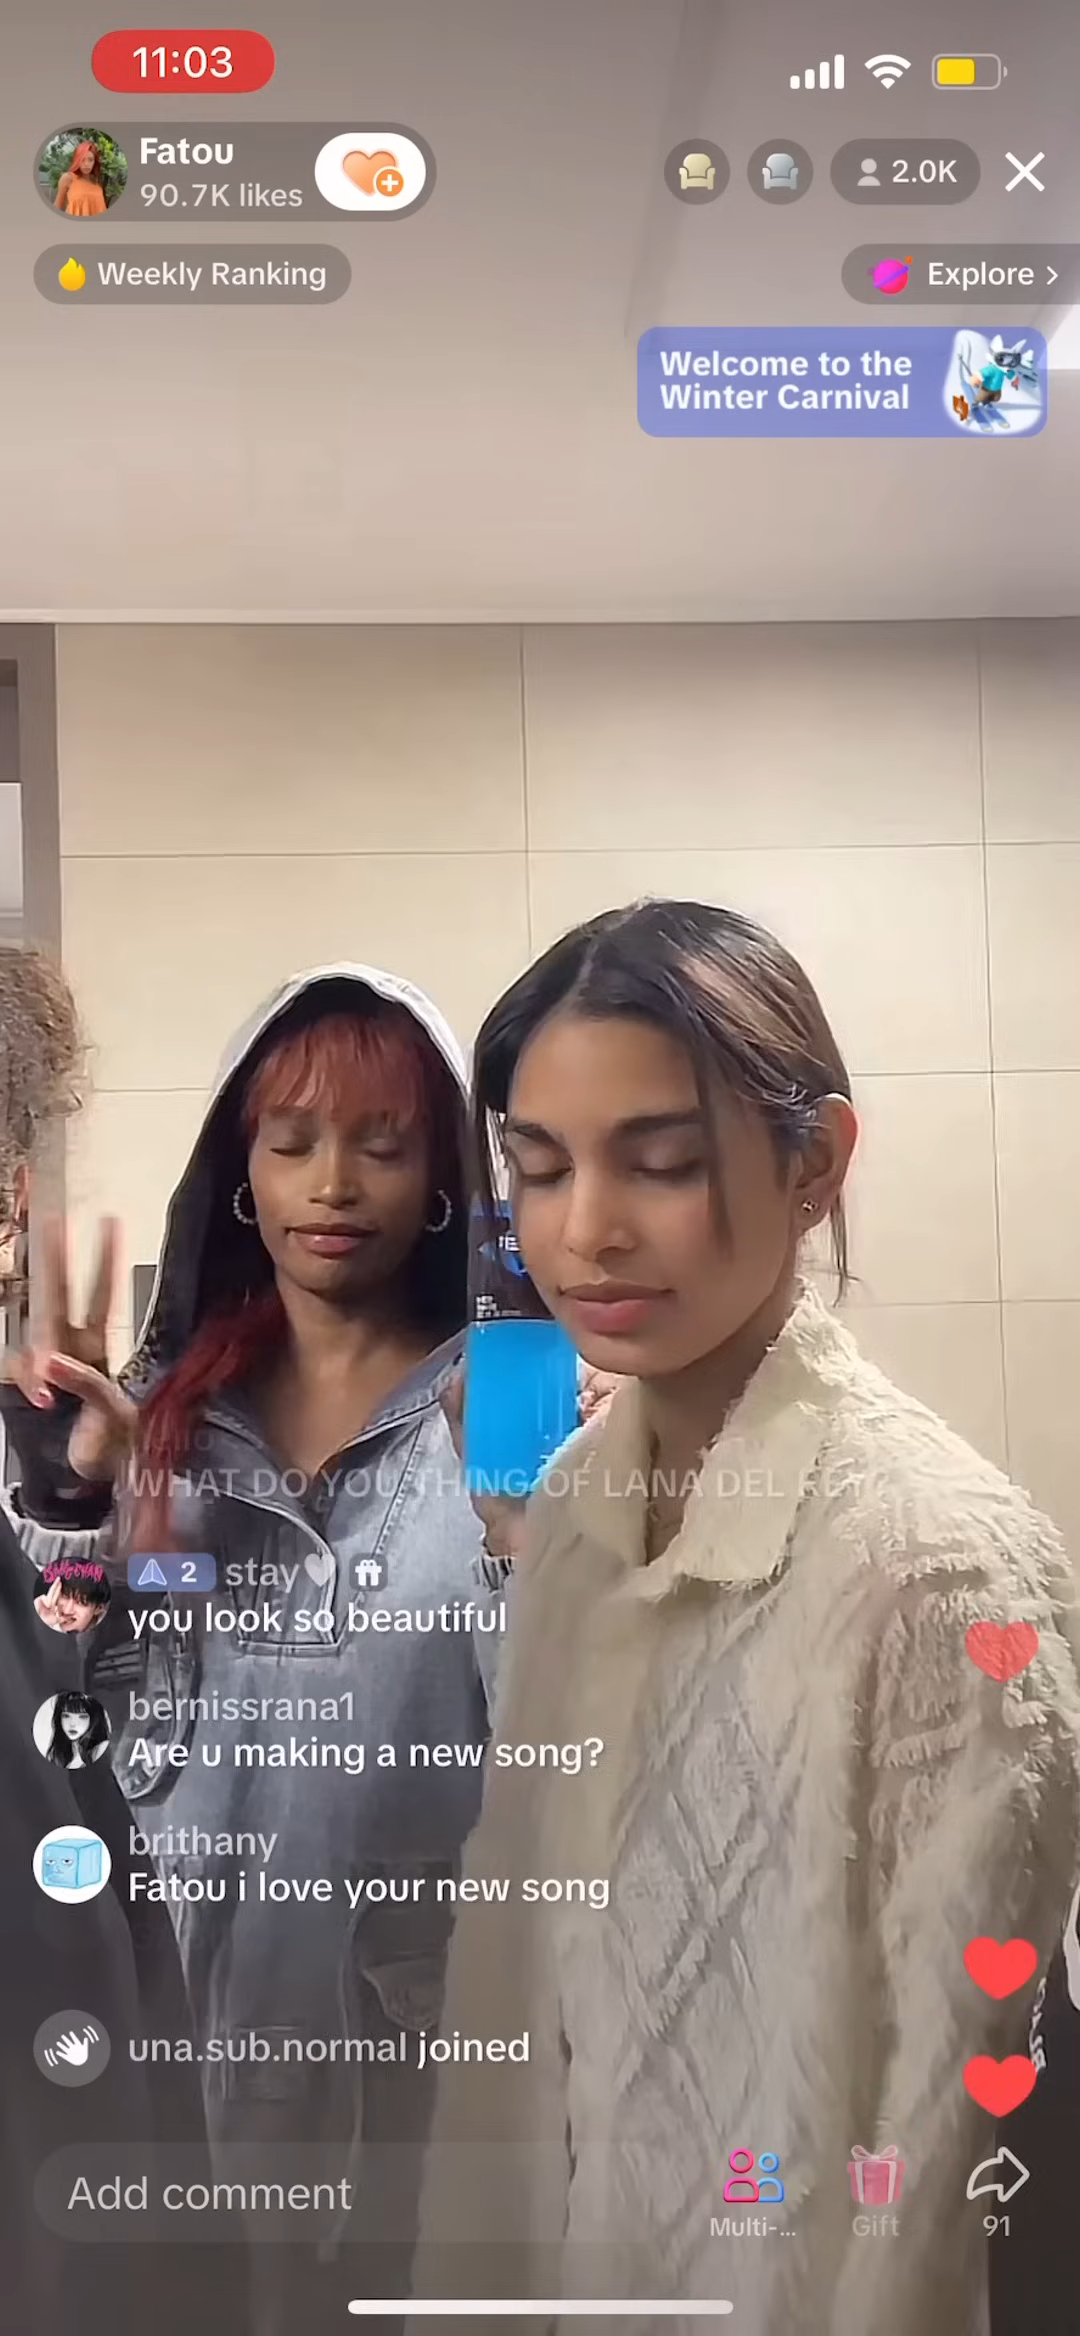 11:03
Fatou
90.7K likes
2.0K
Weekly Ranking
Explore >
Welcome to the
Winter Carnival
WHAT DO YOU THING OF LANA DEL REY?
2 stay
you look so beautiful
bernissrana1
Are u making a new song?
brithany
Fatou i love your new song
una.sub.normal joined
Add comment
Multi-...
Gift
91